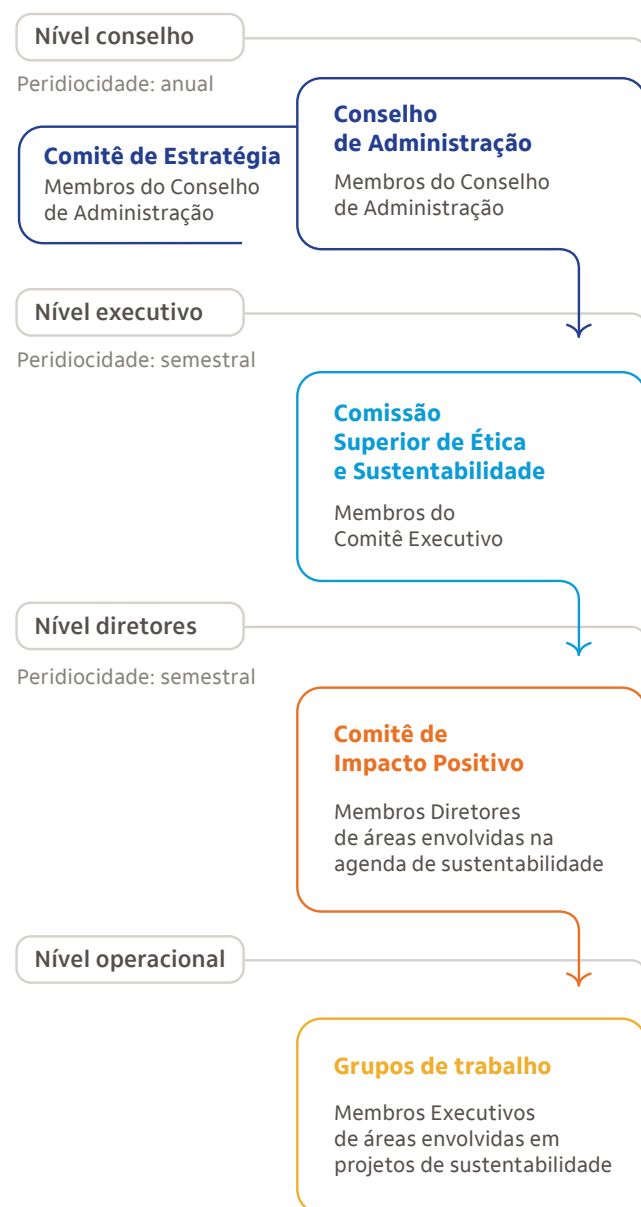 Nível conselho
Peridiocidade: anual
Comitê de Estratégia
Membros do Conselho
de Administração
Conselho
de Administração
Membros do Conselho
de Administração
Nível executivo
Peridiocidade: semestral
Comissão
Superior de Ética
e Sustentabilidade
Membros do
Comitê Executivo
Nível diretores
Peridiocidade: semestral
Comitê de
Impacto Positivo
Membros Diretores
de áreas envolvidas na
agenda de sustentabilidade
Nível operacional
Grupos de trabalho
Membros Executivos
de áreas envolvidas em
projetos de sustentabilidade